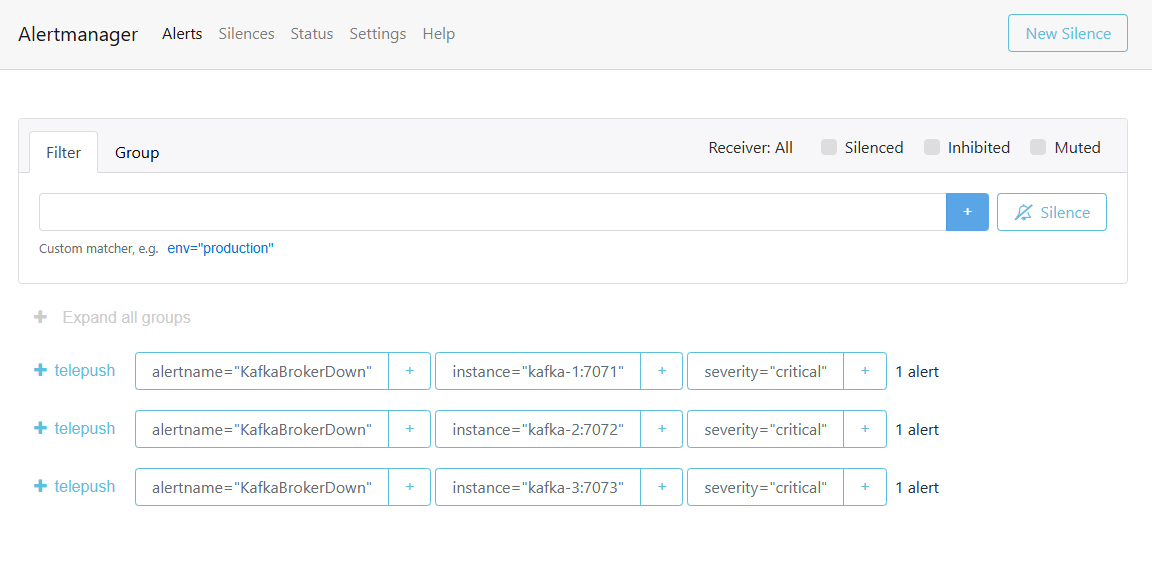 Alertmanager Alerts Silences Status Settings Help New Silence
Filter Group Receiver: All Silenced Inhibited Muted
+ Silence
Custom matcher, e.g. env="production"
+ Expand all groups
+ telepush alertname="KafkaBrokerDown" + instance="kafka-1:7071" + severity="critical" + 1 alert
+ telepush alertname="KafkaBrokerDown" + instance="kafka-2:7072" + severity="critical" + 1 alert
+ telepush alertname="KafkaBrokerDown" + instance="kafka-3:7073" + severity="critical" + 1 alert